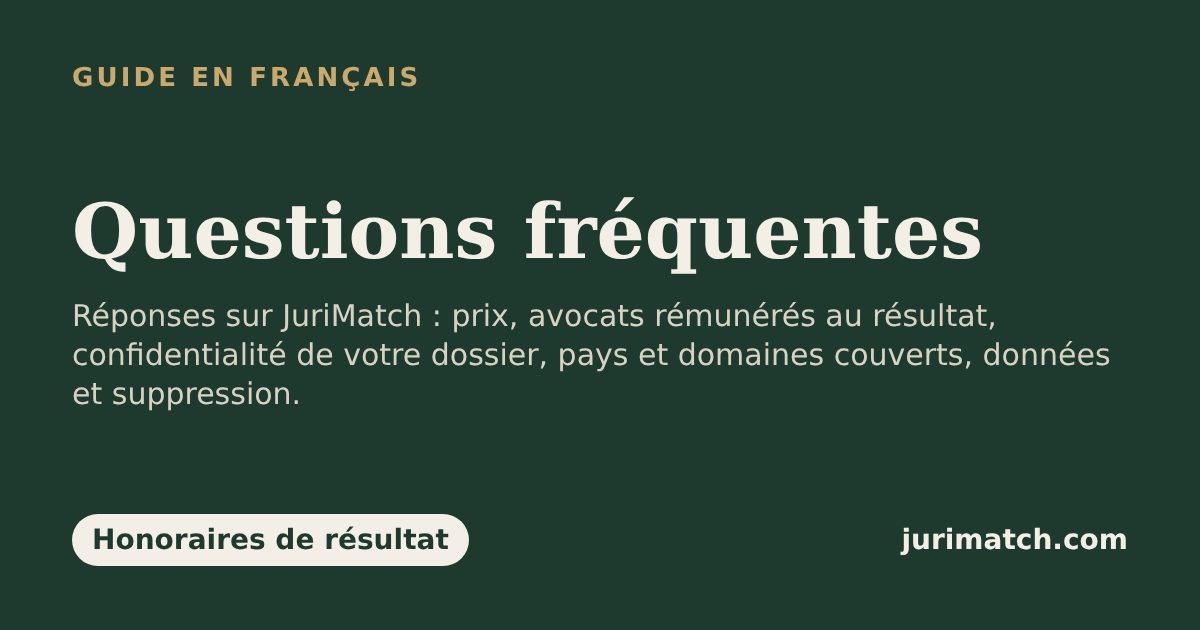 GUIDE EN FRANÇAIS
Questions fréquentes
Réponses sur JuriMatch : prix, avocats rémunérés au résultat,
confidentialité de votre dossier, pays et domaines couverts, données
et suppression.
Honoraires de résultat
jurimatch.com